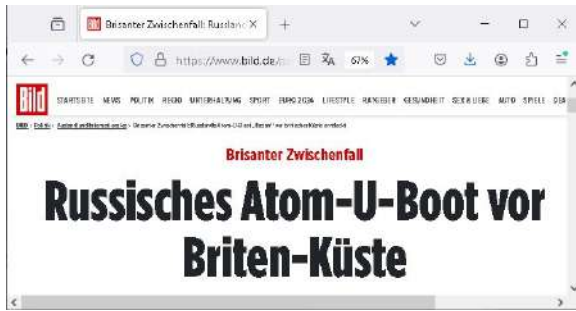 Brisanter Zwischenfall: Russlan
https://www.bild.de/
67%
Bild
STARTSEITE NEWS POLITIK REGIO UNTERHALTUNG SPORT EURO 2024 LIFESTYLE RATGEBER GESUNDHEIT SEX & LIEBE AUTO SPIELE
Brisanter Zwischenfall
Russisches Atom-U-Boot vor
Briten-Küste